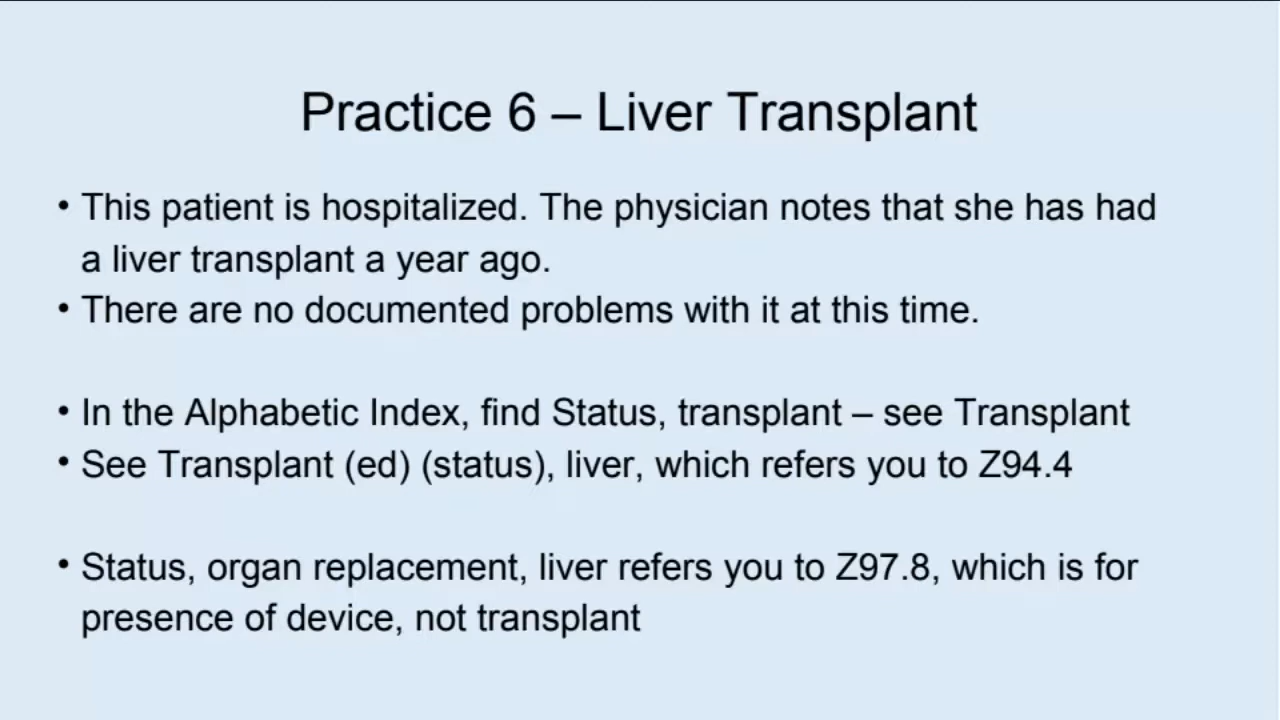 Practice 6 – Liver Transplant
• This patient is hospitalized. The physician notes that she has had
a liver transplant a year ago.
• There are no documented problems with it at this time.
• In the Alphabetic Index, find Status, transplant – see Transplant
• See Transplant (ed) (status), liver, which refers you to Z94.4
• Status, organ replacement, liver refers you to Z97.8, which is for
presence of device, not transplant